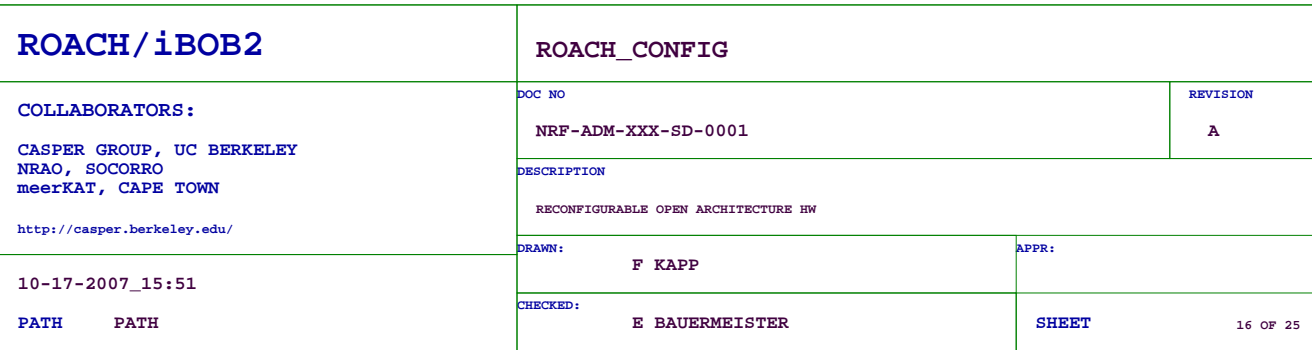 ROACH/iBOB2
COLLABORATORS:
CASPER GROUP, UC BERKELEY
NRAO, SOCORRO
meerKAT, CAPE TOWN
http://casper.berkeley.edu/
10-17-2007_15:51
PATH PATH
ROACH_CONFIG
DOC NO
NRF-ADM-XXX-SD-0001
REVISION
A
DESCRIPTION
RECONFIGURABLE OPEN ARCHITECTURE HW
DRAWN:
F KAPP
APPR:
CHECKED:
E BAUERMEISTER
SHEET 16 OF 25